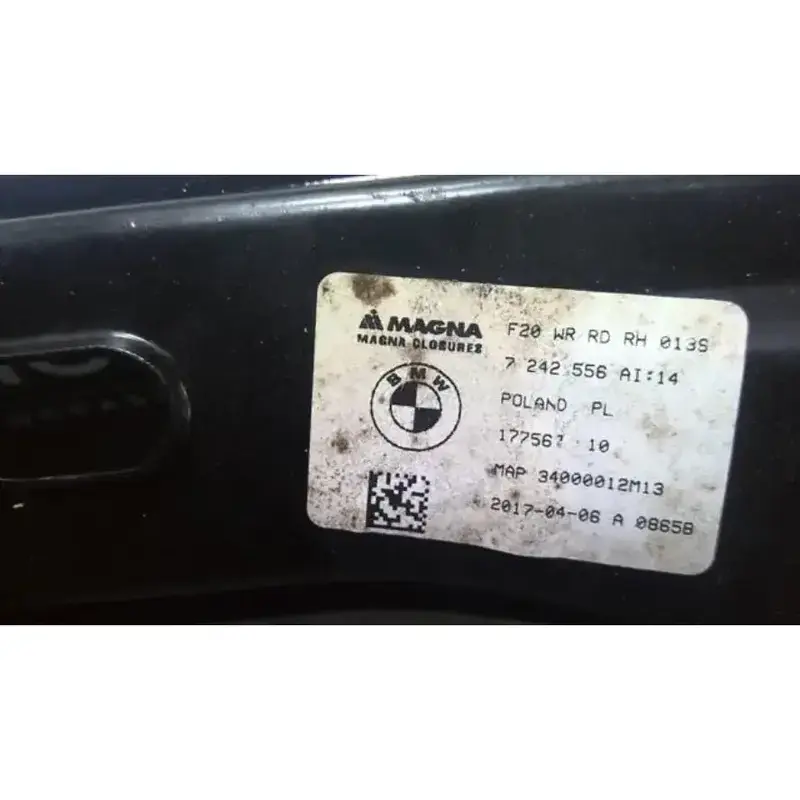 MAGNA
MAGNA CLOSURES
BMW
F20 WR RD RH 013S
7 242 556 AI:14
POLAND PL
10
MAP 34000012M13
2017-04-06 A 08658